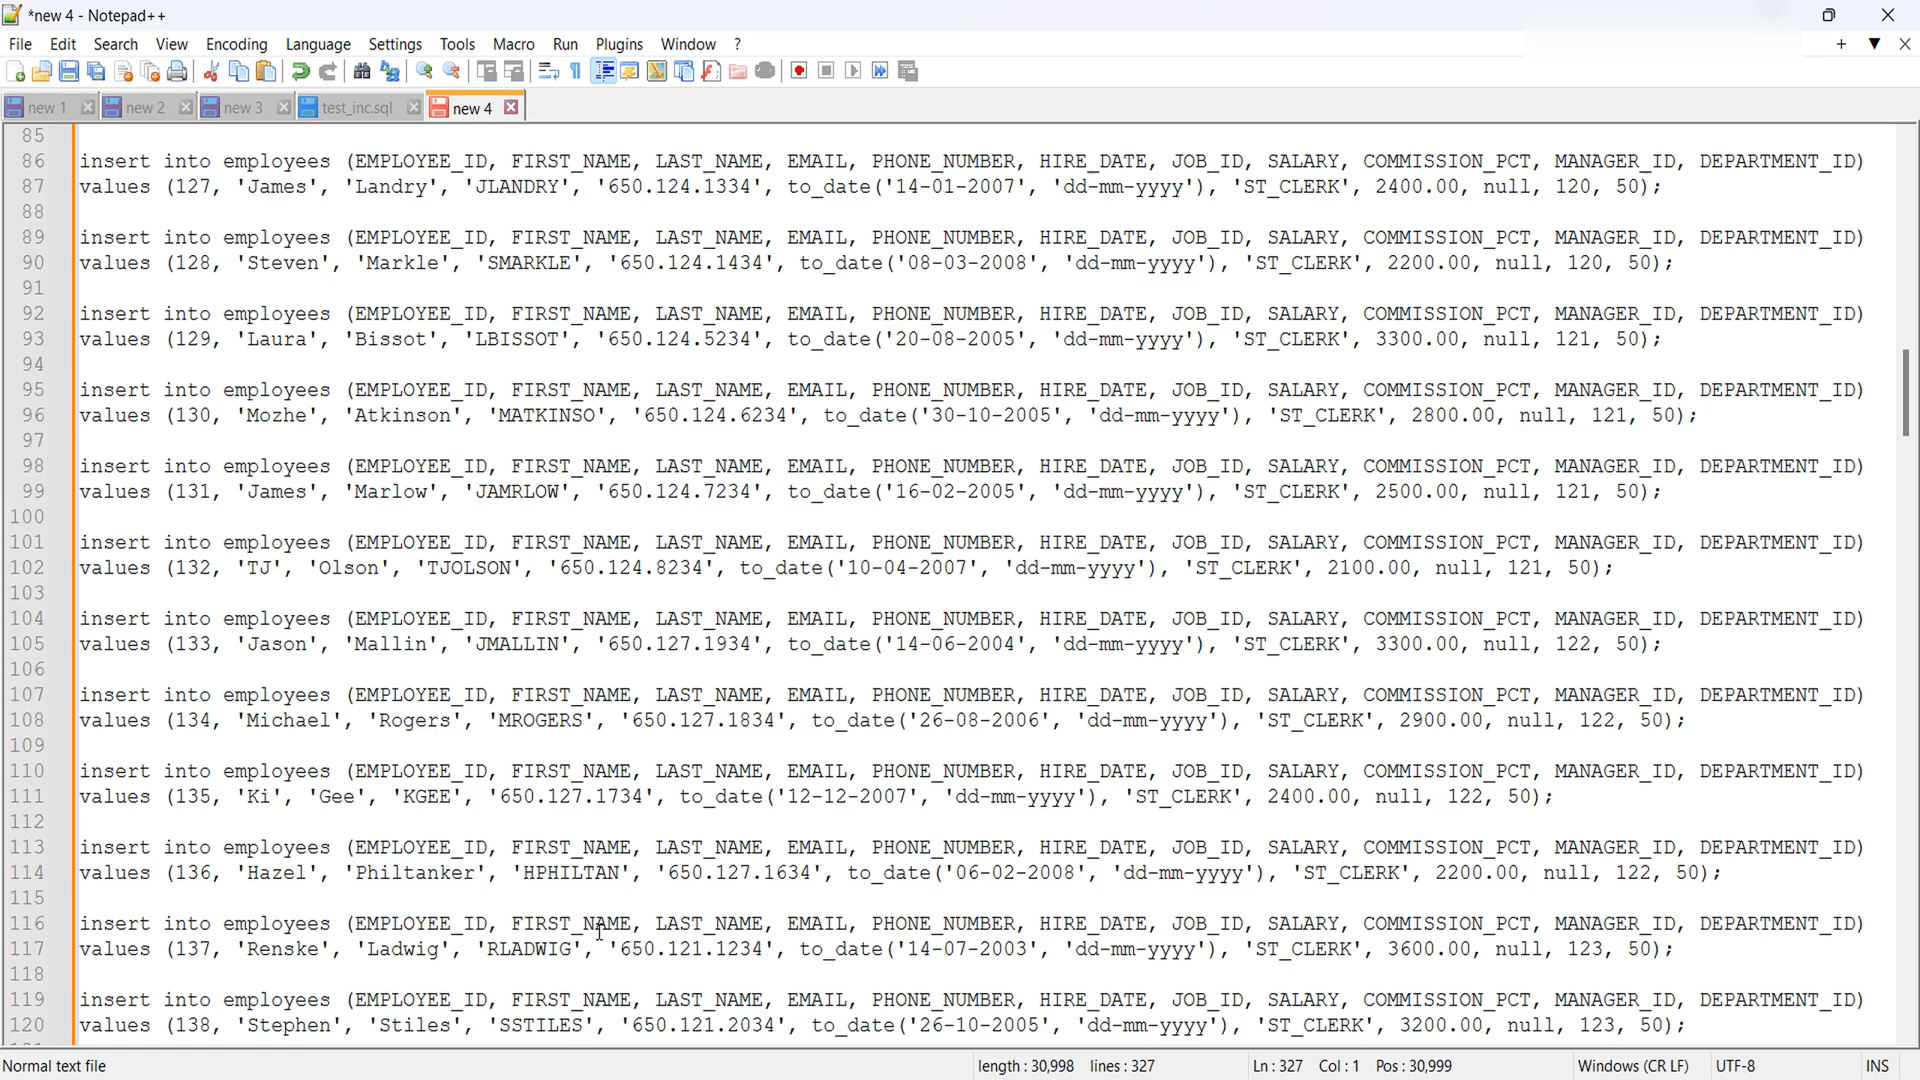 *new 4 - Notepad++
File Edit Search View Encoding Language Settings Tools Macro Run Plugins Window ?
new 1 new 2 new 3 test_inc.sql new 4
85
86 insert into employees (EMPLOYEE_ID, FIRST_NAME, LAST_NAME, EMAIL, PHONE_NUMBER, HIRE_DATE, JOB_ID, SALARY, COMMISSION_PCT, MANAGER_ID, DEPARTMENT_ID)
87 values (127, 'James', 'Landry', 'JLANDRY', '650.124.1334', to_date('14-01-2007', 'dd-mm-yyyy'), 'ST_CLERK', 2400.00, null, 120, 50);
88
89 insert into employees (EMPLOYEE_ID, FIRST_NAME, LAST_NAME, EMAIL, PHONE_NUMBER, HIRE_DATE, JOB_ID, SALARY, COMMISSION_PCT, MANAGER_ID, DEPARTMENT_ID)
90 values (128, 'Steven', 'Markle', 'SMARKLE', '650.124.1434', to_date('08-03-2008', 'dd-mm-yyyy'), 'ST_CLERK', 2200.00, null, 120, 50);
91
92 insert into employees (EMPLOYEE_ID, FIRST_NAME, LAST_NAME, EMAIL, PHONE_NUMBER, HIRE_DATE, JOB_ID, SALARY, COMMISSION_PCT, MANAGER_ID, DEPARTMENT_ID)
93 values (129, 'Laura', 'Bissot', 'LBISSOT', '650.124.5234', to_date('20-08-2005', 'dd-mm-yyyy'), 'ST_CLERK', 3300.00, null, 121, 50);
94
95 insert into employees (EMPLOYEE_ID, FIRST_NAME, LAST_NAME, EMAIL, PHONE_NUMBER, HIRE_DATE, JOB_ID, SALARY, COMMISSION_PCT, MANAGER_ID, DEPARTMENT_ID)
96 values (130, 'Mozhe', 'Atkinson', 'MATKINSO', '650.124.6234', to_date('30-10-2005', 'dd-mm-yyyy'), 'ST_CLERK', 2800.00, null, 121, 50);
97
98 insert into employees (EMPLOYEE_ID, FIRST_NAME, LAST_NAME, EMAIL, PHONE_NUMBER, HIRE_DATE, JOB_ID, SALARY, COMMISSION_PCT, MANAGER_ID, DEPARTMENT_ID)
99 values (131, 'James', 'Marlow', 'JAMRLOW', '650.124.7234', to_date('16-02-2005', 'dd-mm-yyyy'), 'ST_CLERK', 2500.00, null, 121, 50);
100
101 insert into employees (EMPLOYEE_ID, FIRST_NAME, LAST_NAME, EMAIL, PHONE_NUMBER, HIRE_DATE, JOB_ID, SALARY, COMMISSION_PCT, MANAGER_ID, DEPARTMENT_ID)
102 values (132, 'TJ', 'Olson', 'TJOLSON', '650.124.8234', to_date('10-04-2007', 'dd-mm-yyyy'), 'ST_CLERK', 2100.00, null, 121, 50);
103
104 insert into employees (EMPLOYEE_ID, FIRST_NAME, LAST_NAME, EMAIL, PHONE_NUMBER, HIRE_DATE, JOB_ID, SALARY, COMMISSION_PCT, MANAGER_ID, DEPARTMENT_ID)
105 values (133, 'Jason', 'Mallin', 'JMALLIN', '650.127.1934', to_date('14-06-2004', 'dd-mm-yyyy'), 'ST_CLERK', 3300.00, null, 122, 50);
106
107 insert into employees (EMPLOYEE_ID, FIRST_NAME, LAST_NAME, EMAIL, PHONE_NUMBER, HIRE_DATE, JOB_ID, SALARY, COMMISSION_PCT, MANAGER_ID, DEPARTMENT_ID)
108 values (134, 'Michael', 'Rogers', 'MROGERS', '650.127.1834', to_date('26-08-2006', 'dd-mm-yyyy'), 'ST_CLERK', 2900.00, null, 122, 50);
109
110 insert into employees (EMPLOYEE_ID, FIRST_NAME, LAST_NAME, EMAIL, PHONE_NUMBER, HIRE_DATE, JOB_ID, SALARY, COMMISSION_PCT, MANAGER_ID, DEPARTMENT_ID)
111 values (135, 'Ki', 'Gee', 'KGEE', '650.127.1734', to_date('12-12-2007', 'dd-mm-yyyy'), 'ST_CLERK', 2400.00, null, 122, 50);
112
113 insert into employees (EMPLOYEE_ID, FIRST_NAME, LAST_NAME, EMAIL, PHONE_NUMBER, HIRE_DATE, JOB_ID, SALARY, COMMISSION_PCT, MANAGER_ID, DEPARTMENT_ID)
114 values (136, 'Hazel', 'Philtanker', 'HPHILTAN', '650.127.1634', to_date('06-02-2008', 'dd-mm-yyyy'), 'ST_CLERK', 2200.00, null, 122, 50);
115
116 insert into employees (EMPLOYEE_ID, FIRST_NAME, LAST_NAME, EMAIL, PHONE_NUMBER, HIRE_DATE, JOB_ID, SALARY, COMMISSION_PCT, MANAGER_ID, DEPARTMENT_ID)
117 values (137, 'Renske', 'Ladwig', 'RLADWIG', '650.121.1234', to_date('14-07-2003', 'dd-mm-yyyy'), 'ST_CLERK', 3600.00, null, 123, 50);
118
119 insert into employees (EMPLOYEE_ID, FIRST_NAME, LAST_NAME, EMAIL, PHONE_NUMBER, HIRE_DATE, JOB_ID, SALARY, COMMISSION_PCT, MANAGER_ID, DEPARTMENT_ID)
120 values (138, 'Stephen', 'Stiles', 'SSTILES', '650.121.2034', to_date('26-10-2005', 'dd-mm-yyyy'), 'ST_CLERK', 3200.00, null, 123, 50);
Normal text file length : 30,998 lines : 327 Ln : 327 Col : 1 Pos : 30,999 Windows (CR LF) UTF-8 INS